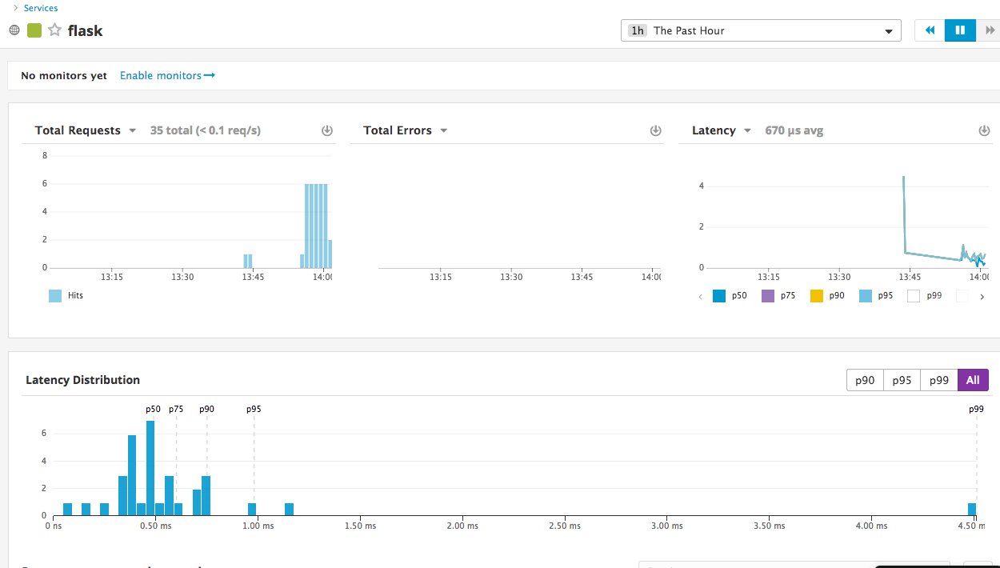 Services
flask
1h The Past Hour
No monitors yet Enable monitors
Total Requests 35 total (< 0.1 req/s)
8
6
4
2
0
13:15 13:30 13:45 14:00
Hits
Total Errors
13:15 13:30 13:45 14:00
Latency 670 µs avg
4
2
0
13:15 13:30 13:45 14:00
p50 p75 p90 p95 p99
Latency Distribution
p90 p95 p99 All
p50 p75 p90 p95 p99
6
4
2
0
0 ns 0.50 ms 1.00 ms 1.50 ms 2.00 ms 2.50 ms 3.00 ms 3.50 ms 4.00 ms 4.50 m